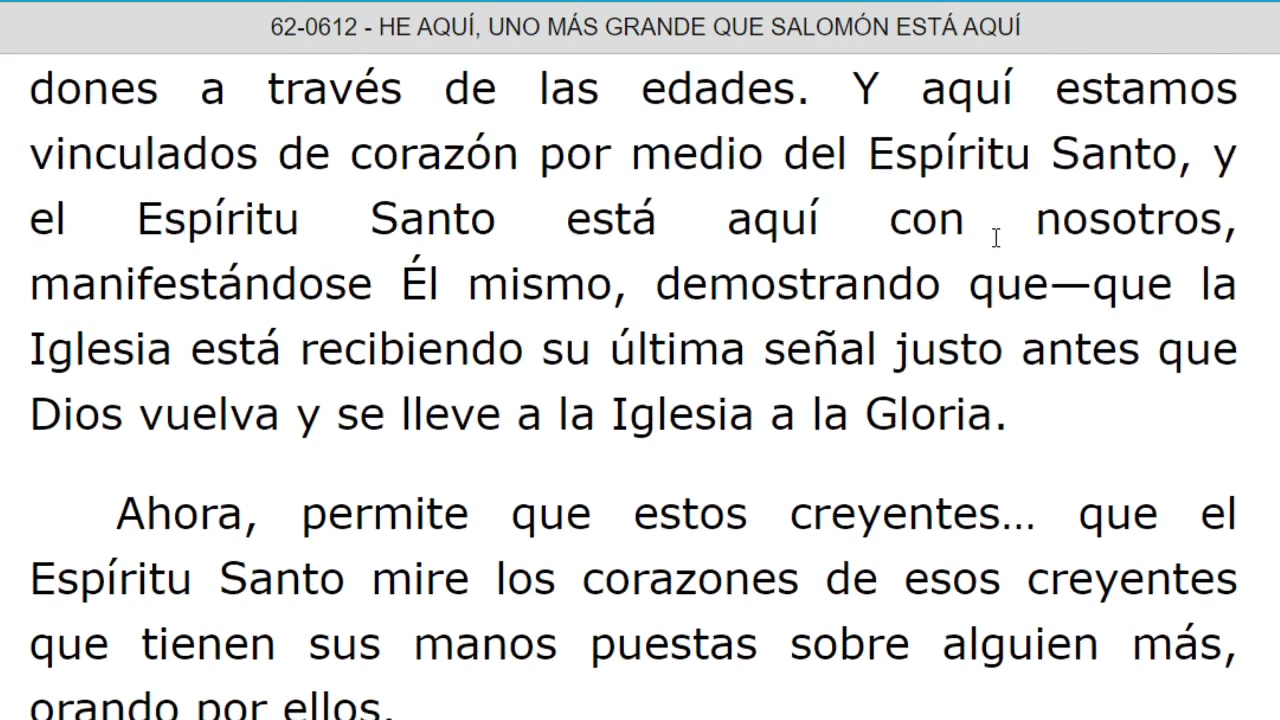 62-0612 - HE AQUÍ, UNO MÁS GRANDE QUE SALOMÓN ESTÁ AQUÍ
dones a través de las edades. Y aquí estamos
vinculados de corazón por medio del Espíritu Santo, y
el Espíritu Santo está aquí con nosotros,
manifestándose Él mismo, demostrando que—que la
Iglesia está recibiendo su última señal justo antes que
Dios vuelva y se lleve a la Iglesia a la Gloria.
Ahora, permite que estos creyentes… que el
Espíritu Santo mire los corazones de esos creyentes
que tienen sus manos puestas sobre alguien más,
orando por ellos.